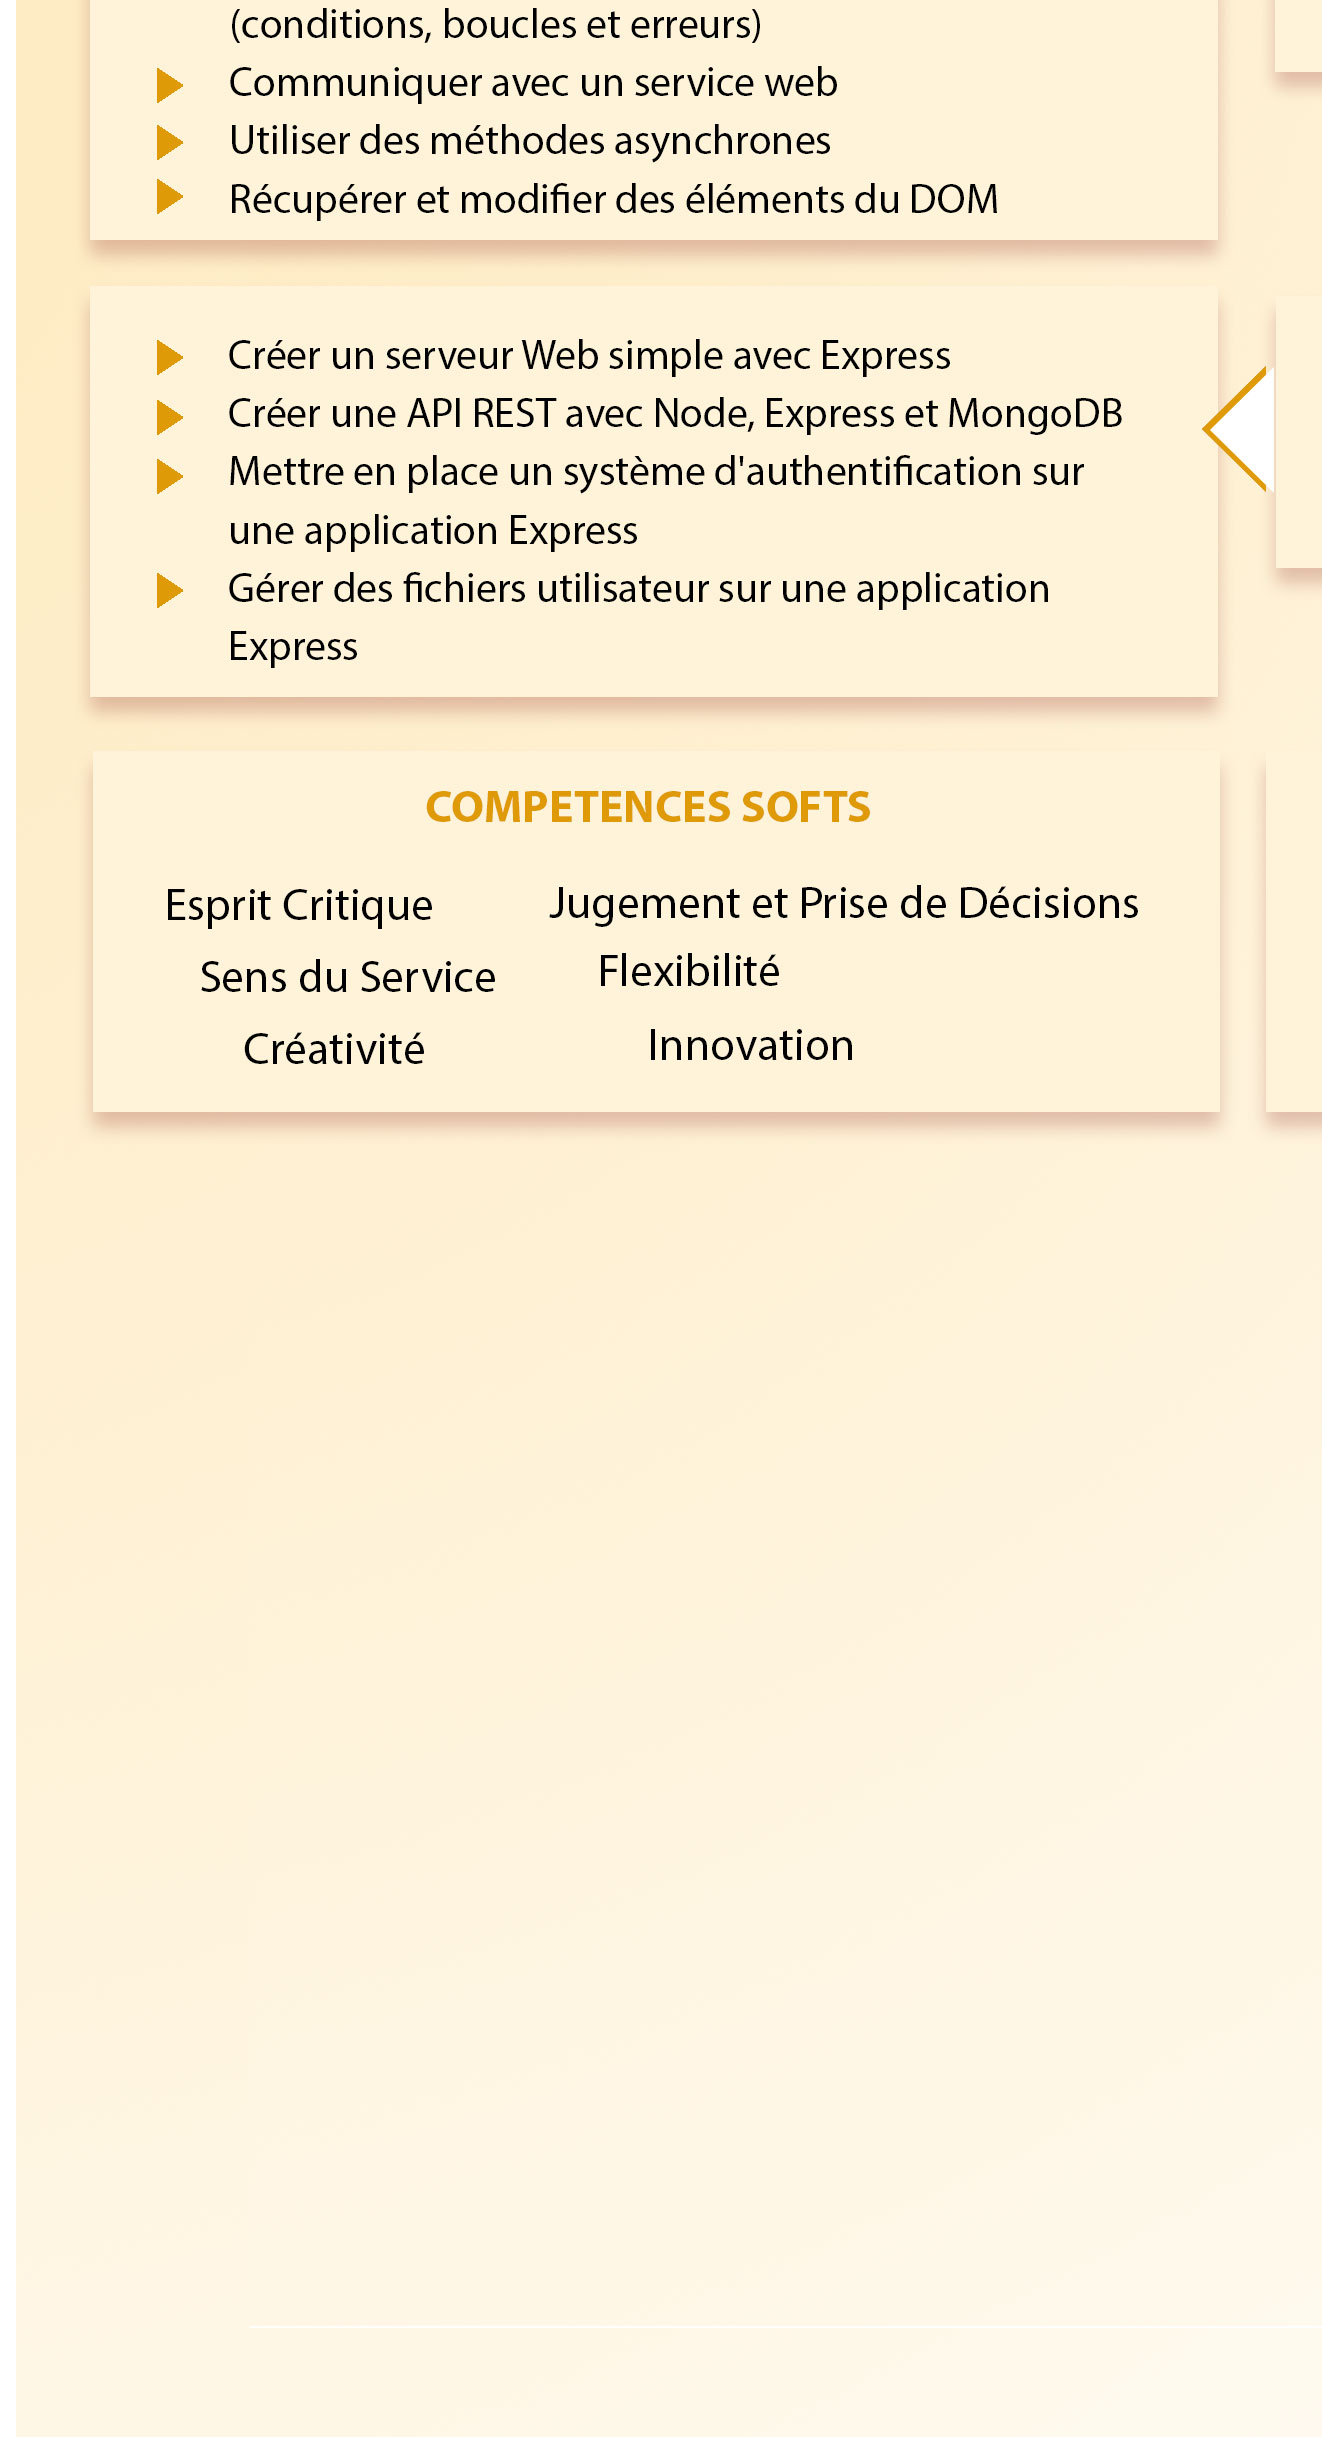 (conditions, boucles et erreurs)
Communiquer avec un service web
Utiliser des méthodes asynchrones
Récupérer et modifier des éléments du DOM
Créer un serveur Web simple avec Express
Créer une API REST avec Node, Express et MongoDB
Mettre en place un système d'authentification sur
une application Express
Gérer des fichiers utilisateur sur une application
Express
COMPETENCES SOFTS
Esprit Critique
Sens du Service
Créativité
Jugement et Prise de Décisions
Flexibilité
Innovation